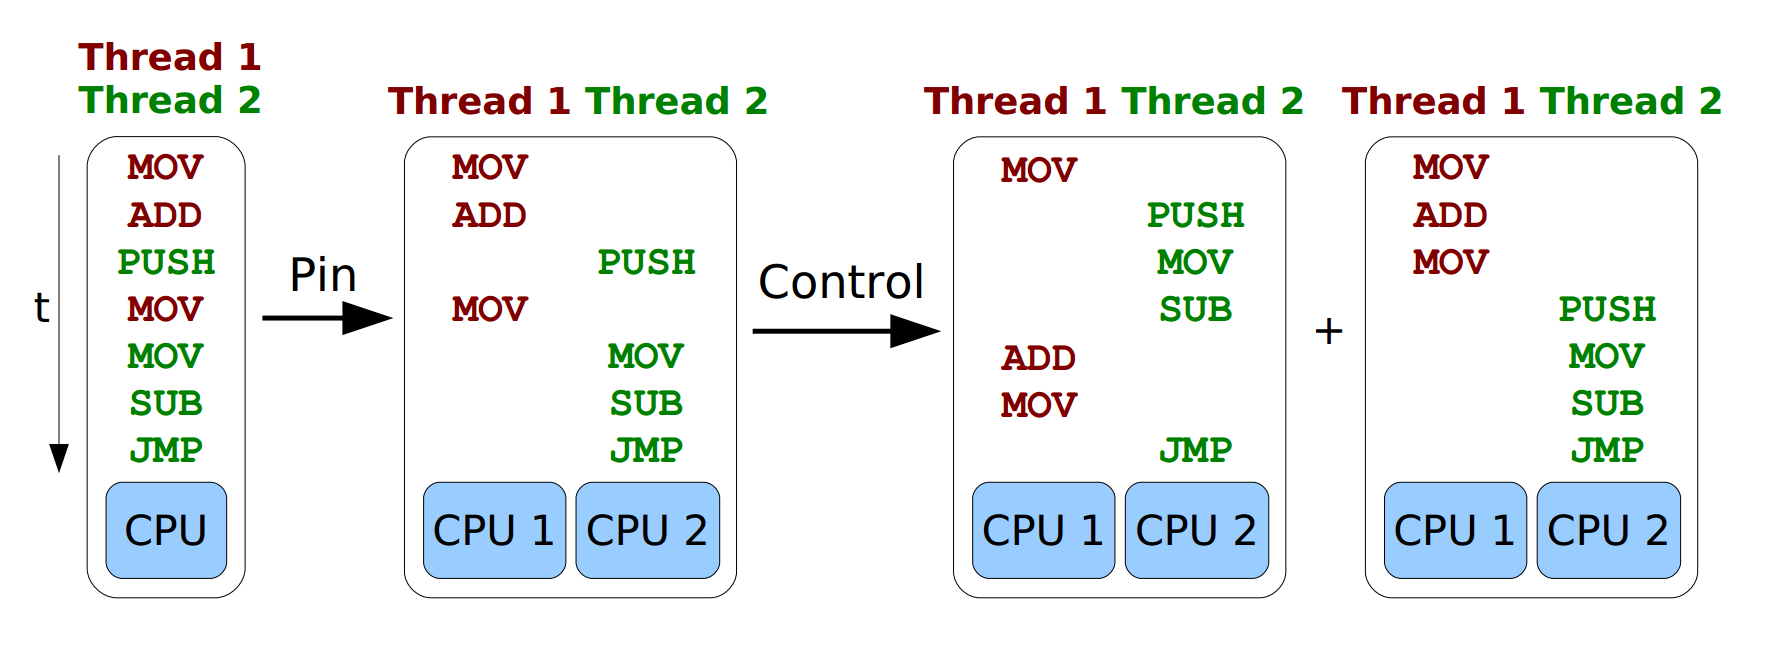 Thread 1
Thread 2
MOV
ADD
PUSH
MOV
MOV
SUB
JMP
CPU
t
Pin
Thread 1 Thread 2
MOV
ADD
PUSH
MOV
MOV
SUB
JMP
CPU 1 CPU 2
Control
Thread 1 Thread 2
MOV
PUSH
MOV
SUB
ADD
MOV
JMP
CPU 1 CPU 2
+
Thread 1 Thread 2
MOV
ADD
MOV
PUSH
MOV
SUB
JMP
CPU 1 CPU 2